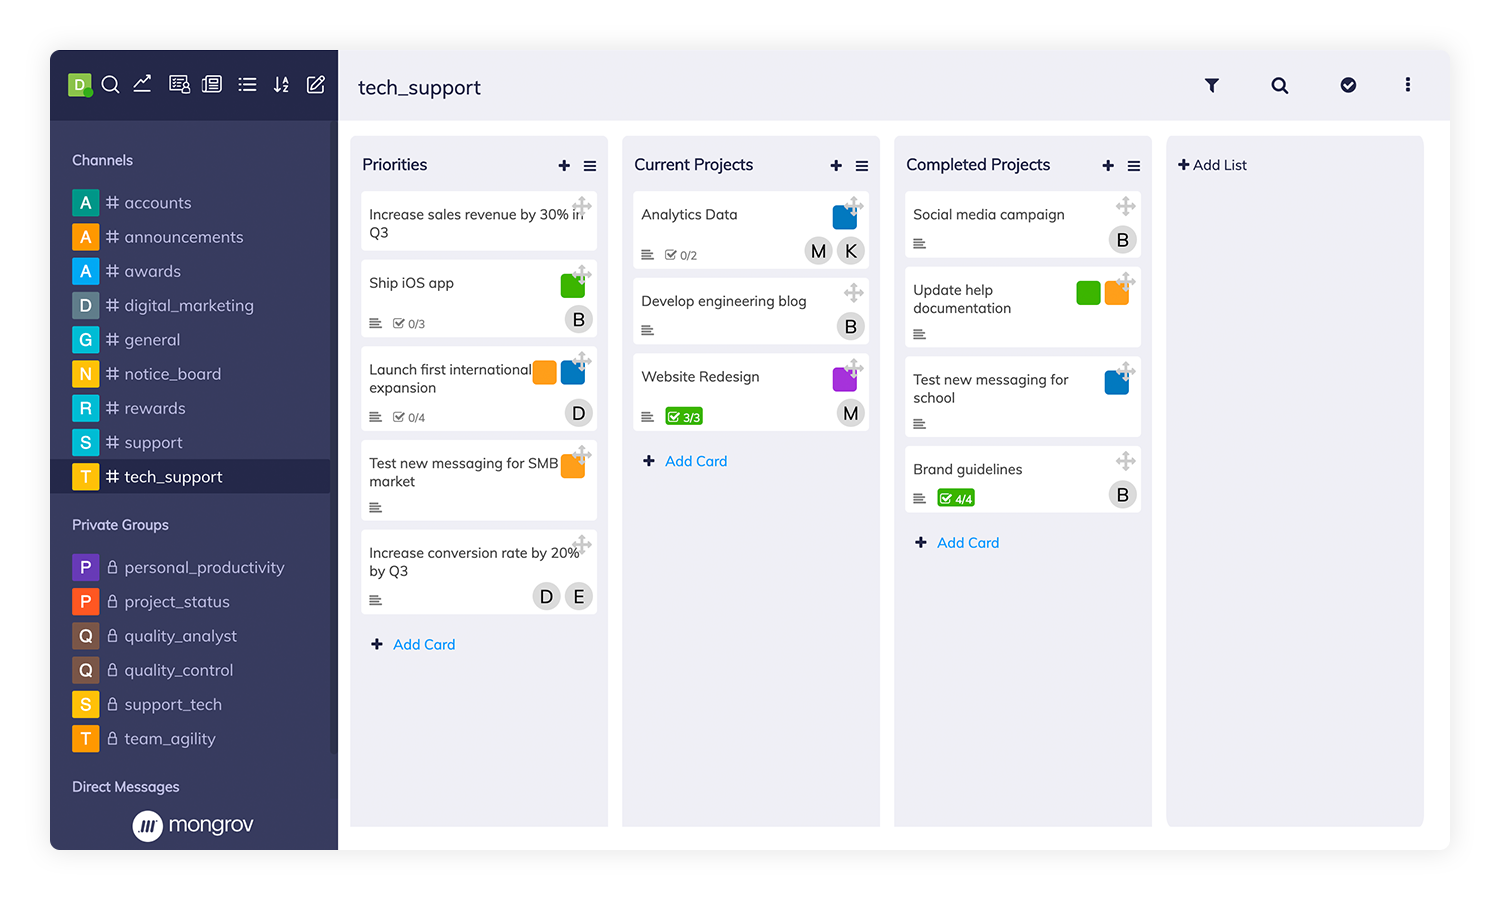 D
tech_support
Channels
A # accounts
A # announcements
A # awards
D # digital_marketing
G # general
N # notice_board
R # rewards
S # support
T # tech_support
Private Groups
P personal_productivity
P project_status
Q quality_analyst
Q quality_control
S support_tech
T team_agility
Direct Messages
mongrov
Priorities
Increase sales revenue by 30% in
Q3
Ship iOS app
0/3
B
Launch first international
expansion
0/4
D
Test new messaging for SMB
market
Increase conversion rate by 20%
by Q3
D E
+ Add Card
Current Projects
Analytics Data
0/2
M K
Develop engineering blog
B
Website Redesign
3/3
M
+ Add Card
Completed Projects
Social media campaign
B
Update help
documentation
Test new messaging for
school
Brand guidelines
4/4
B
+ Add Card
+ Add List